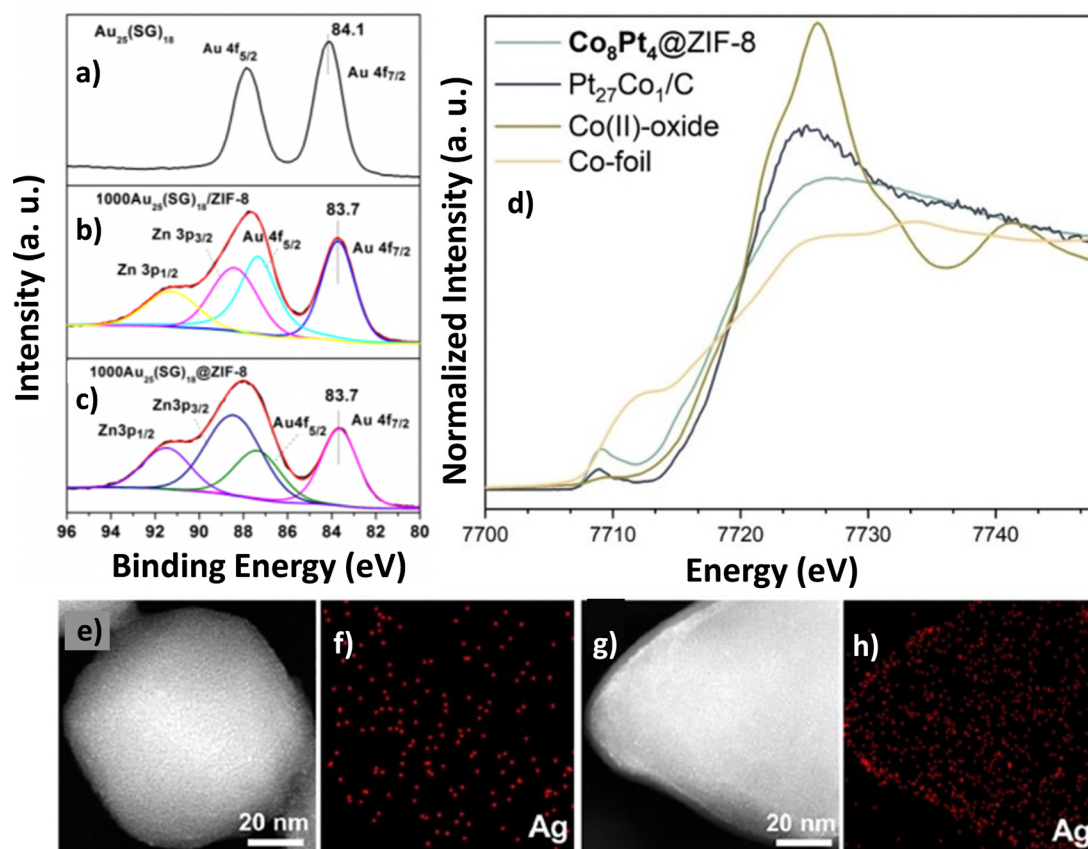 Intensity (a. u.)
a)
Au₂₅(SG)₁₈
Au 4f₅/₂
84.1
Au 4f₇/₂
b)
1000Au₂₅(SG)₁₈/ZIF-8
Zn 3p₃/₂
Au 4f₅/₂
83.7
Au 4f₇/₂
Zn 3p₁/₂
c)
1000Au₂₅(SG)₁₈@ZIF-8
Zn3p₃/₂
Zn3p₁/₂
Au4f₅/₂
83.7
Au 4f₇/₂
96 94 92 90 88 86 84 82 80
Binding Energy (eV)
Normalized Intensity (a. u.)
Co₈Pt₄@ZIF-8
Pt₂₇Co₁/C
Co(II)-oxide
Co-foil
d)
7700 7710 7720 7730 7740
Energy (eV)
e)
20 nm
f)
Ag
g)
20 nm
h)
Ag